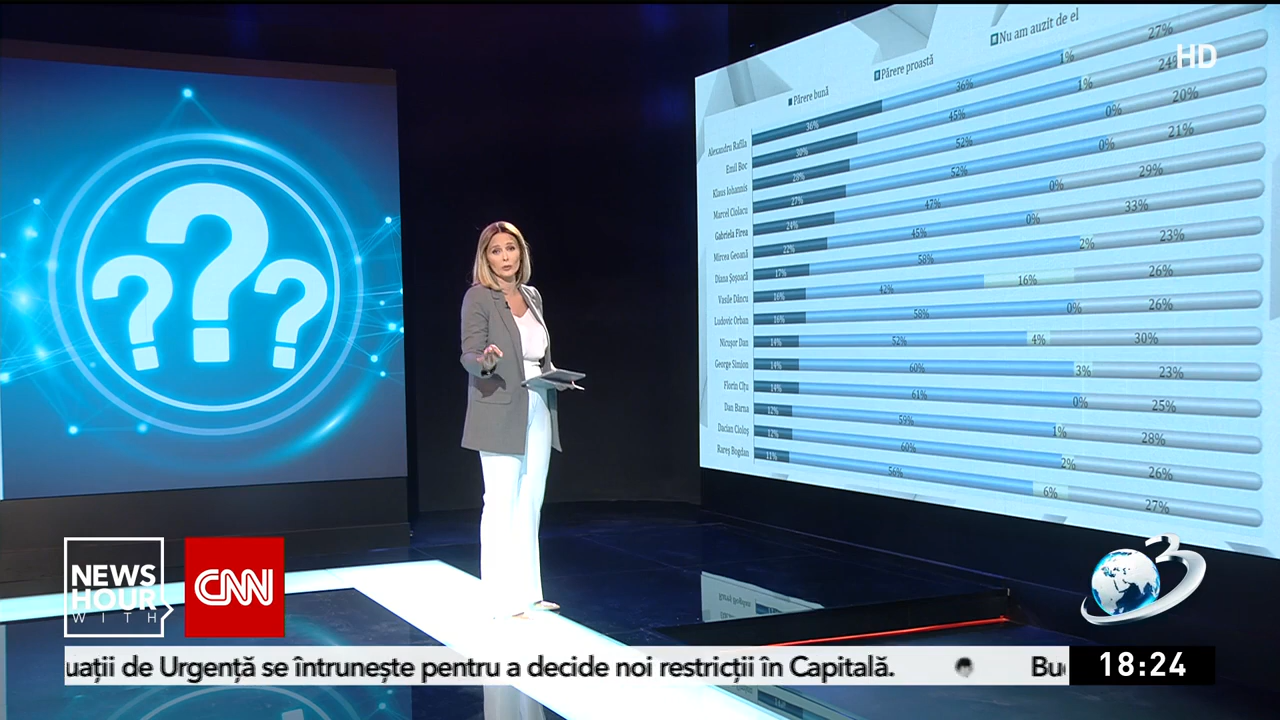 ???
Părere bună Părere proastă Nu am auzit de el
HD
Alexandru Rafila 36% 36% 1% 27%
Emil Boc 30% 45% 1% 24%
Klaus Iohannis 28% 52% 0% 20%
Marcel Ciolacu 27% 52% 0% 21%
Gabriela Firea 24% 47% 0% 29%
Mircea Geoană 22% 45% 0% 33%
Diana Șoșoacă 17% 58% 2% 23%
Vasile Dâncu 16% 42% 16% 26%
Ludovic Orban 16% 58% 0% 26%
Nicușor Dan 14% 52% 4% 30%
George Simion 14% 60% 3% 23%
Florin Cîțu 14% 61% 0% 25%
Dan Barna 12% 59% 1% 28%
Dacian Cioloș 12% 60% 2% 26%
Rareș Bogdan 11% 56% 6% 27%
NEWS
HOUR
WITH
CNN
3
uații de Urgență se întrunește pentru a decide noi restricții în Capitală.
18:24